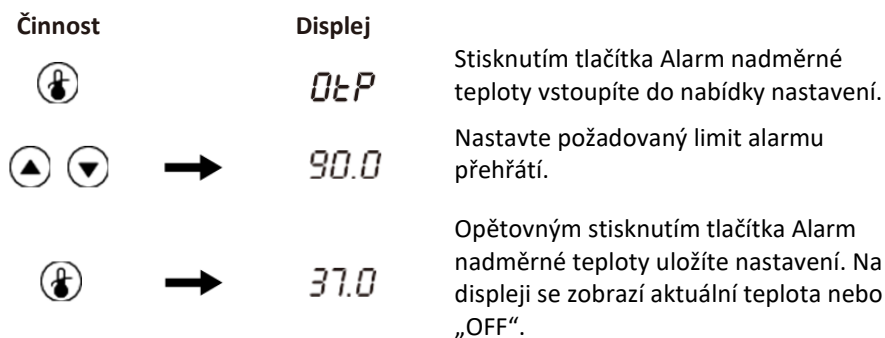 Činnost Displej
OtP
Stisknutím tlačítka Alarm nadměrné
teploty vstoupíte do nabídky nastavení.
90.0
Nastavte požadovaný limit alarmu
přehřátí.
37.0
Opětovným stisknutím tlačítka Alarm
nadměrné teploty uložíte nastavení. Na
displeji se zobrazí aktuální teplota nebo
„OFF“.